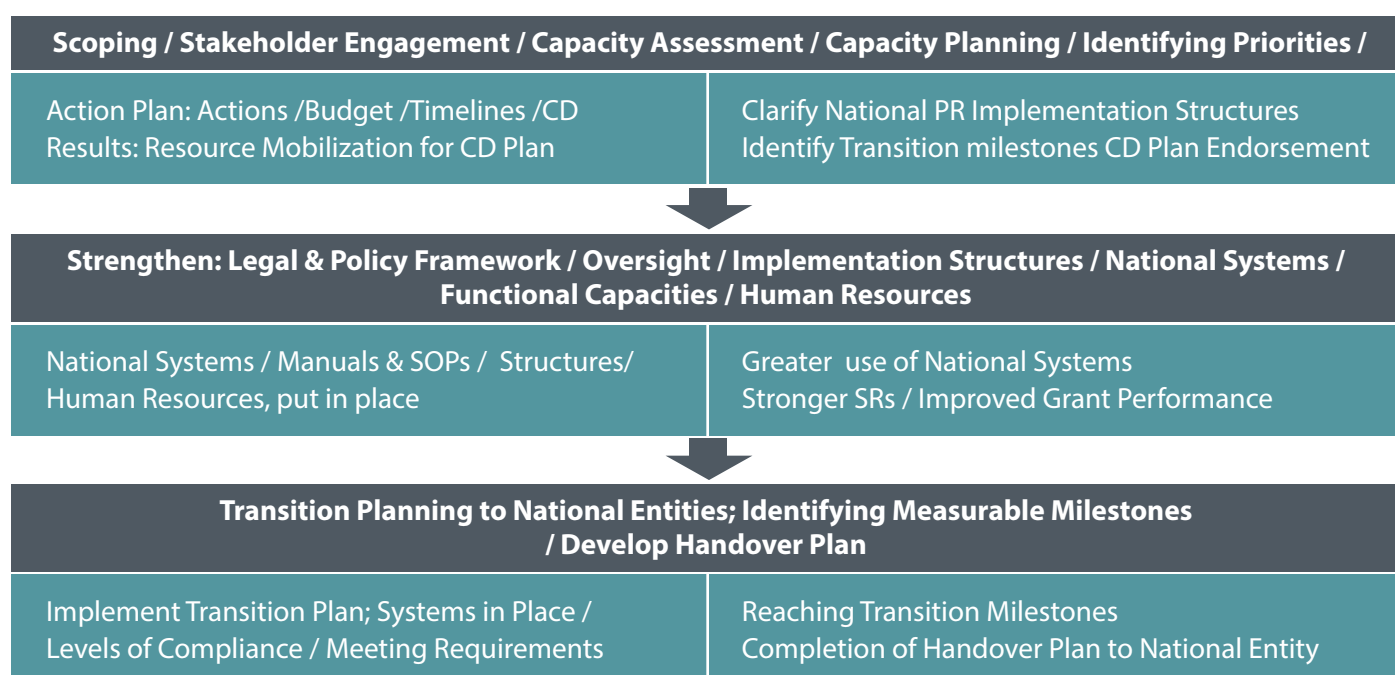 Scoping / Stakeholder Engagement / Capacity Assessment / Capacity Planning / Identifying Priorities /
Action Plan: Actions /Budget /Timelines /CD
Results: Resource Mobilization for CD Plan
Clarify National PR Implementation Structures
Identify Transition milestones CD Plan Endorsement
Strengthen: Legal & Policy Framework / Oversight / Implementation Structures / National Systems /
Functional Capacities / Human Resources
National Systems / Manuals & SOPs / Structures/
Human Resources, put in place
Greater use of National Systems
Stronger SRs / Improved Grant Performance
Transition Planning to National Entities; Identifying Measurable Milestones
/ Develop Handover Plan
Implement Transition Plan; Systems in Place /
Levels of Compliance / Meeting Requirements
Reaching Transition Milestones
Completion of Handover Plan to National Entity